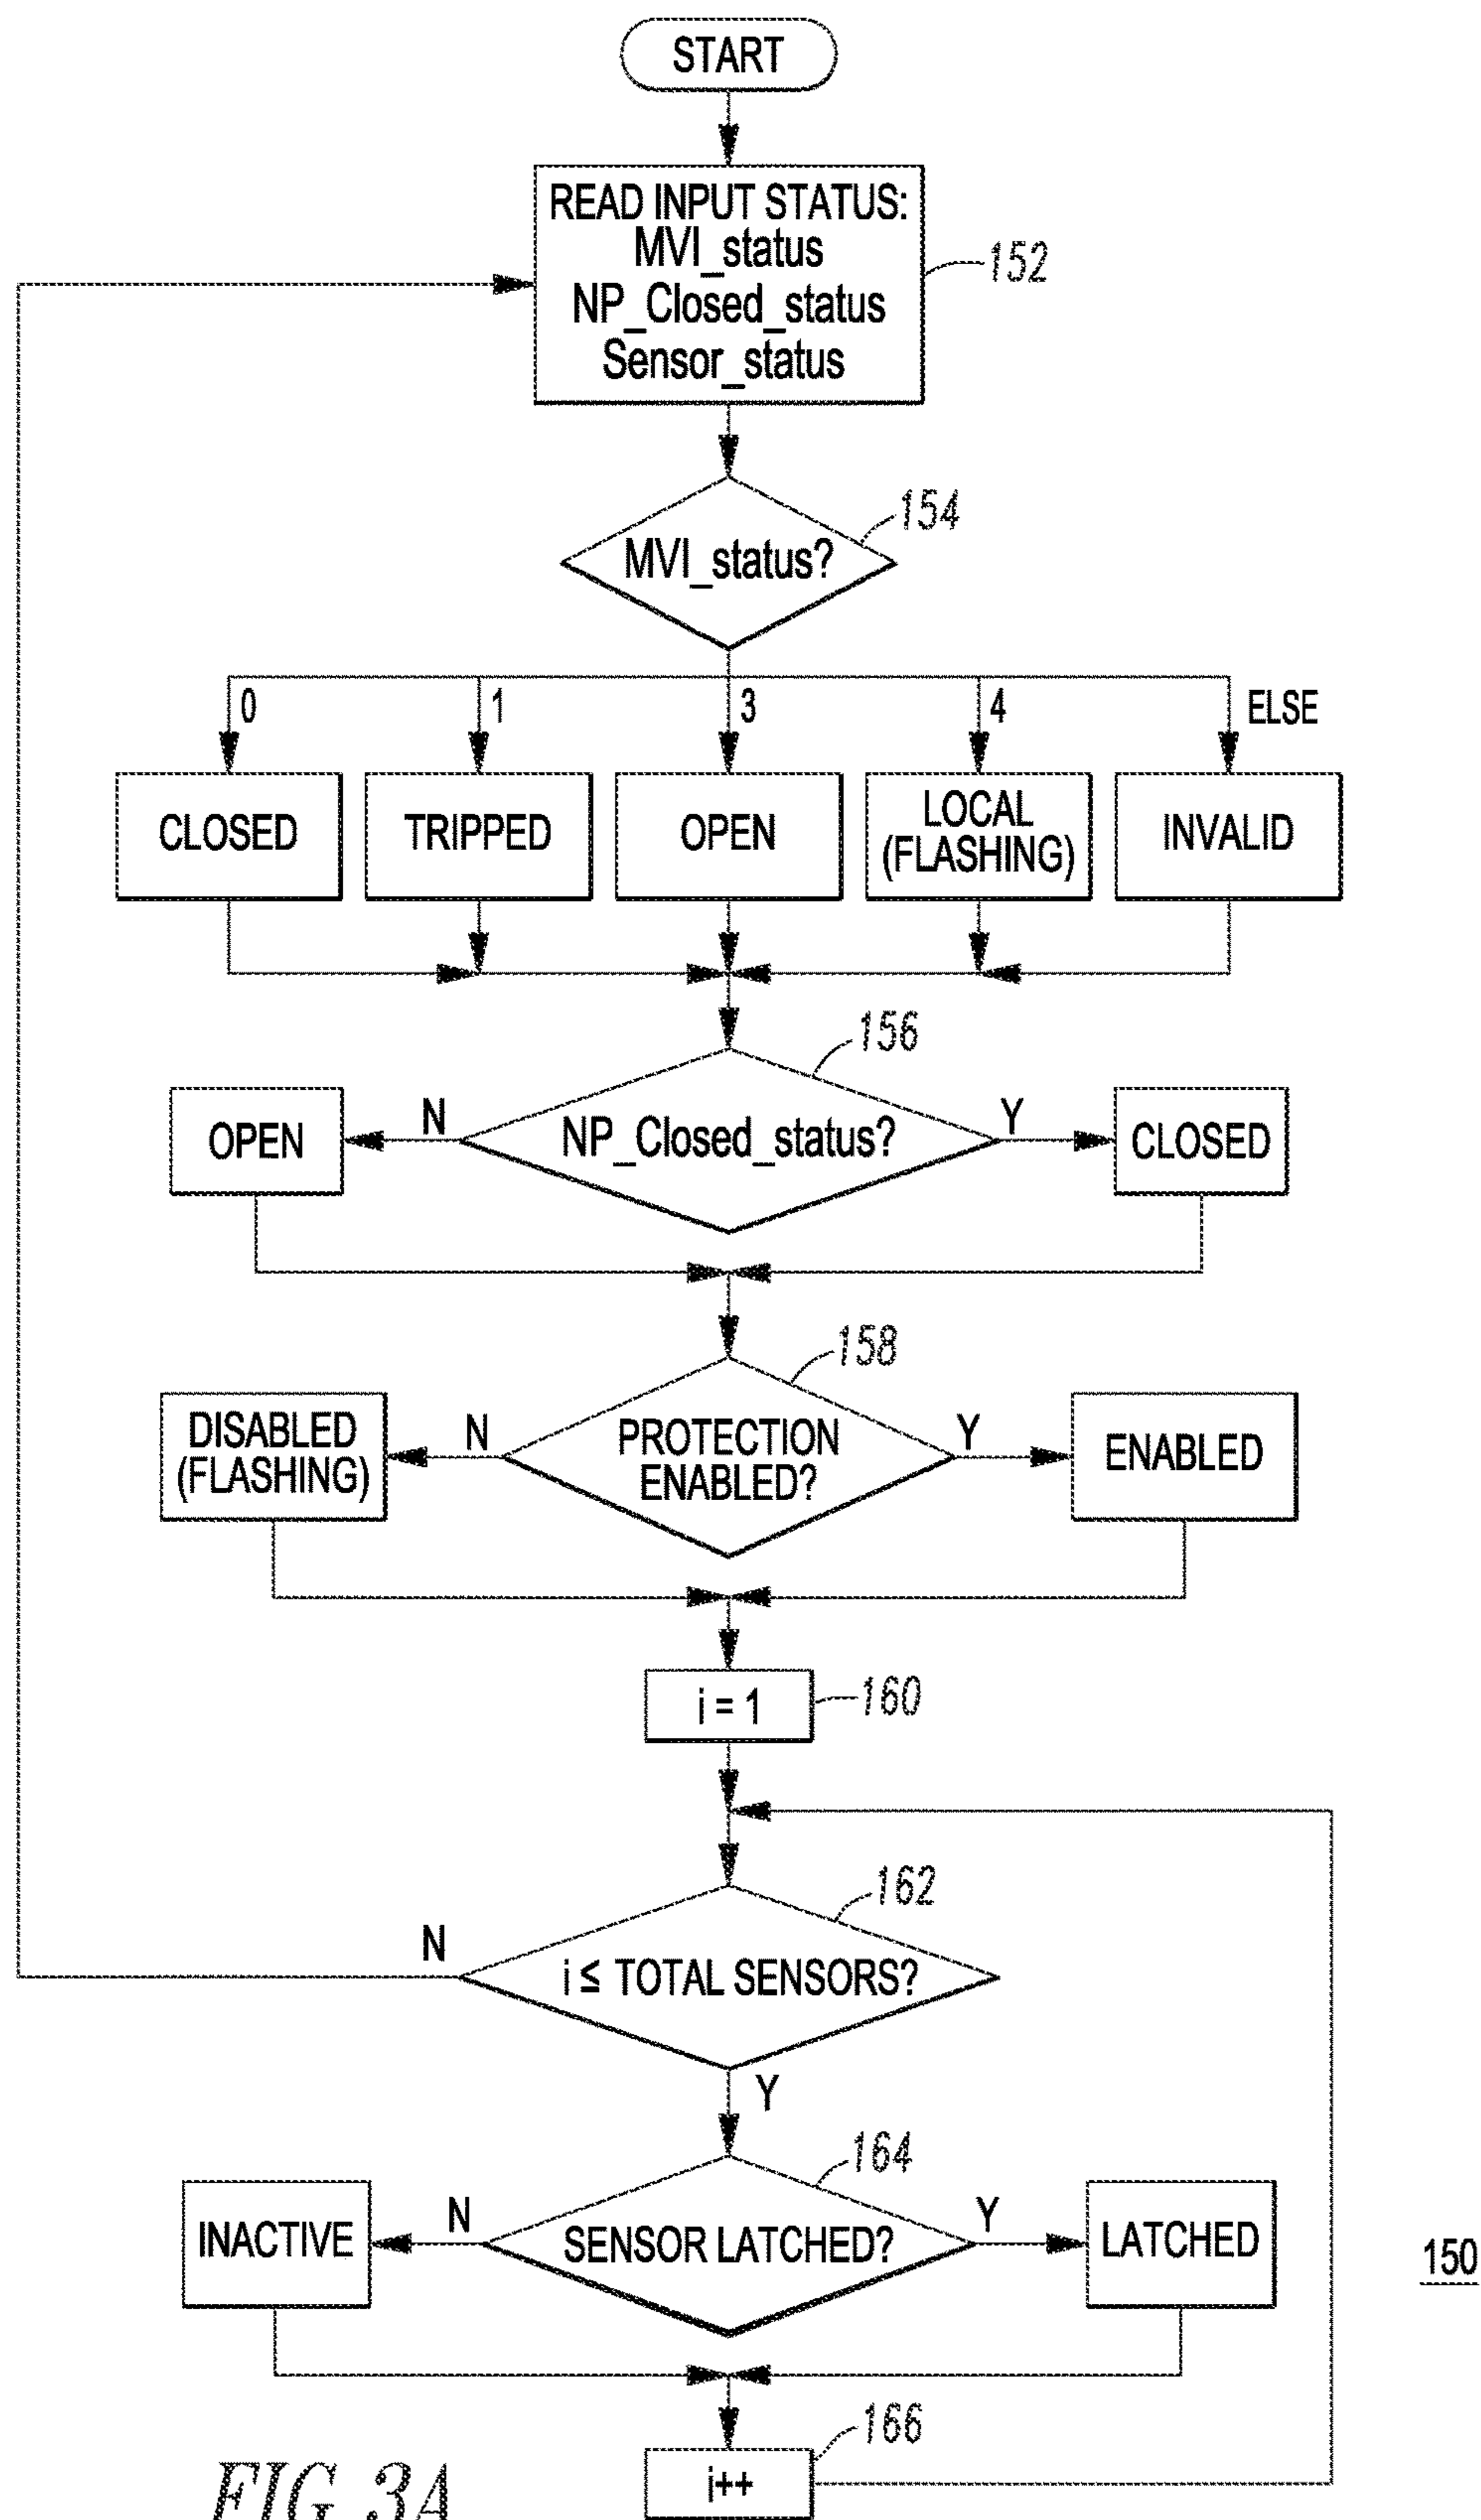 START
READ INPUT STATUS:
MVI_status
NP_Closed_status
Sensor_status
152
154
MVI_status?
0
1
3
4
ELSE
CLOSED
TRIPPED
OPEN
LOCAL
(FLASHING)
INVALID
156
OPEN
N
NP_Closed_status?
Y
CLOSED
158
DISABLED
(FLASHING)
N
PROTECTION
ENABLED?
Y
ENABLED
i = 1
160
162
N
i ≤ TOTAL SENSORS?
Y
164
INACTIVE
N
SENSOR LATCHED?
Y
LATCHED
150
166
i++
FIG. 3A